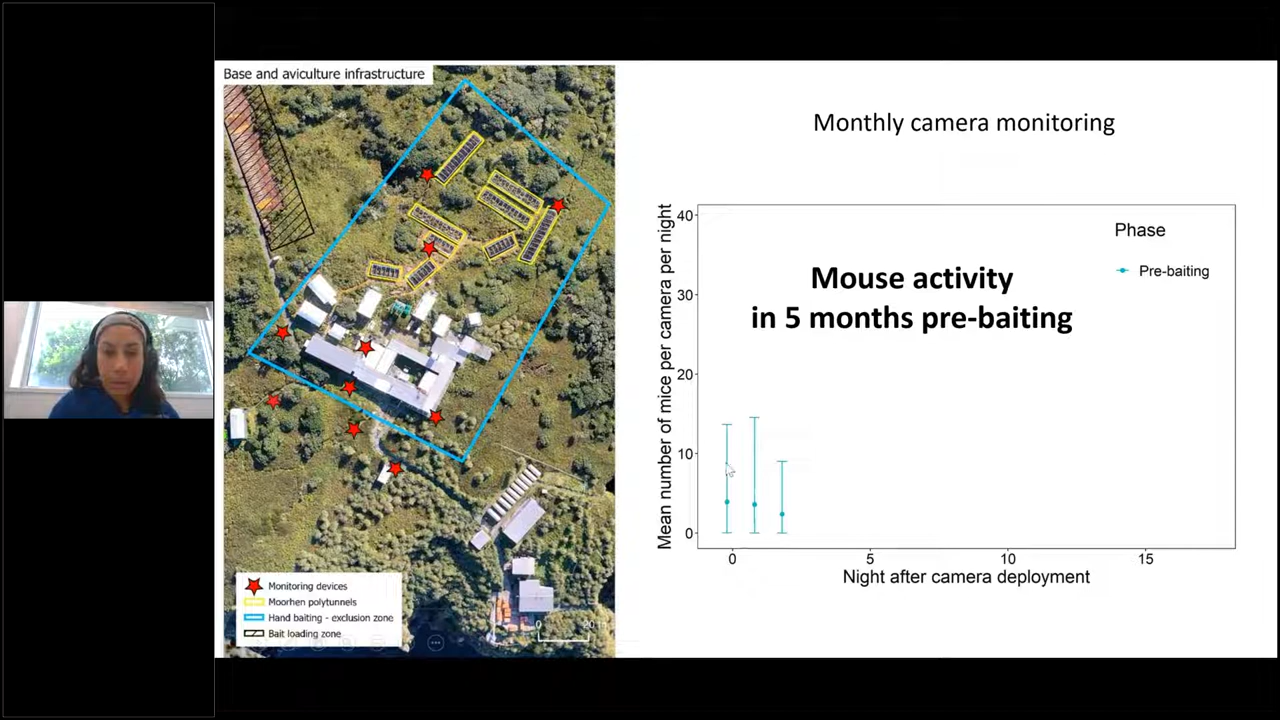 Base and aviculture infrastructure
Monitoring devices
Moorhen polytunnels
Hand baiting - exclusion zone
Bait loading zone
0
Monthly camera monitoring
Mean number of mice per camera per night
40
30
20
10
0
Mouse activity
in 5 months pre-baiting
Phase
Pre-baiting
0 5 10 15
Night after camera deployment